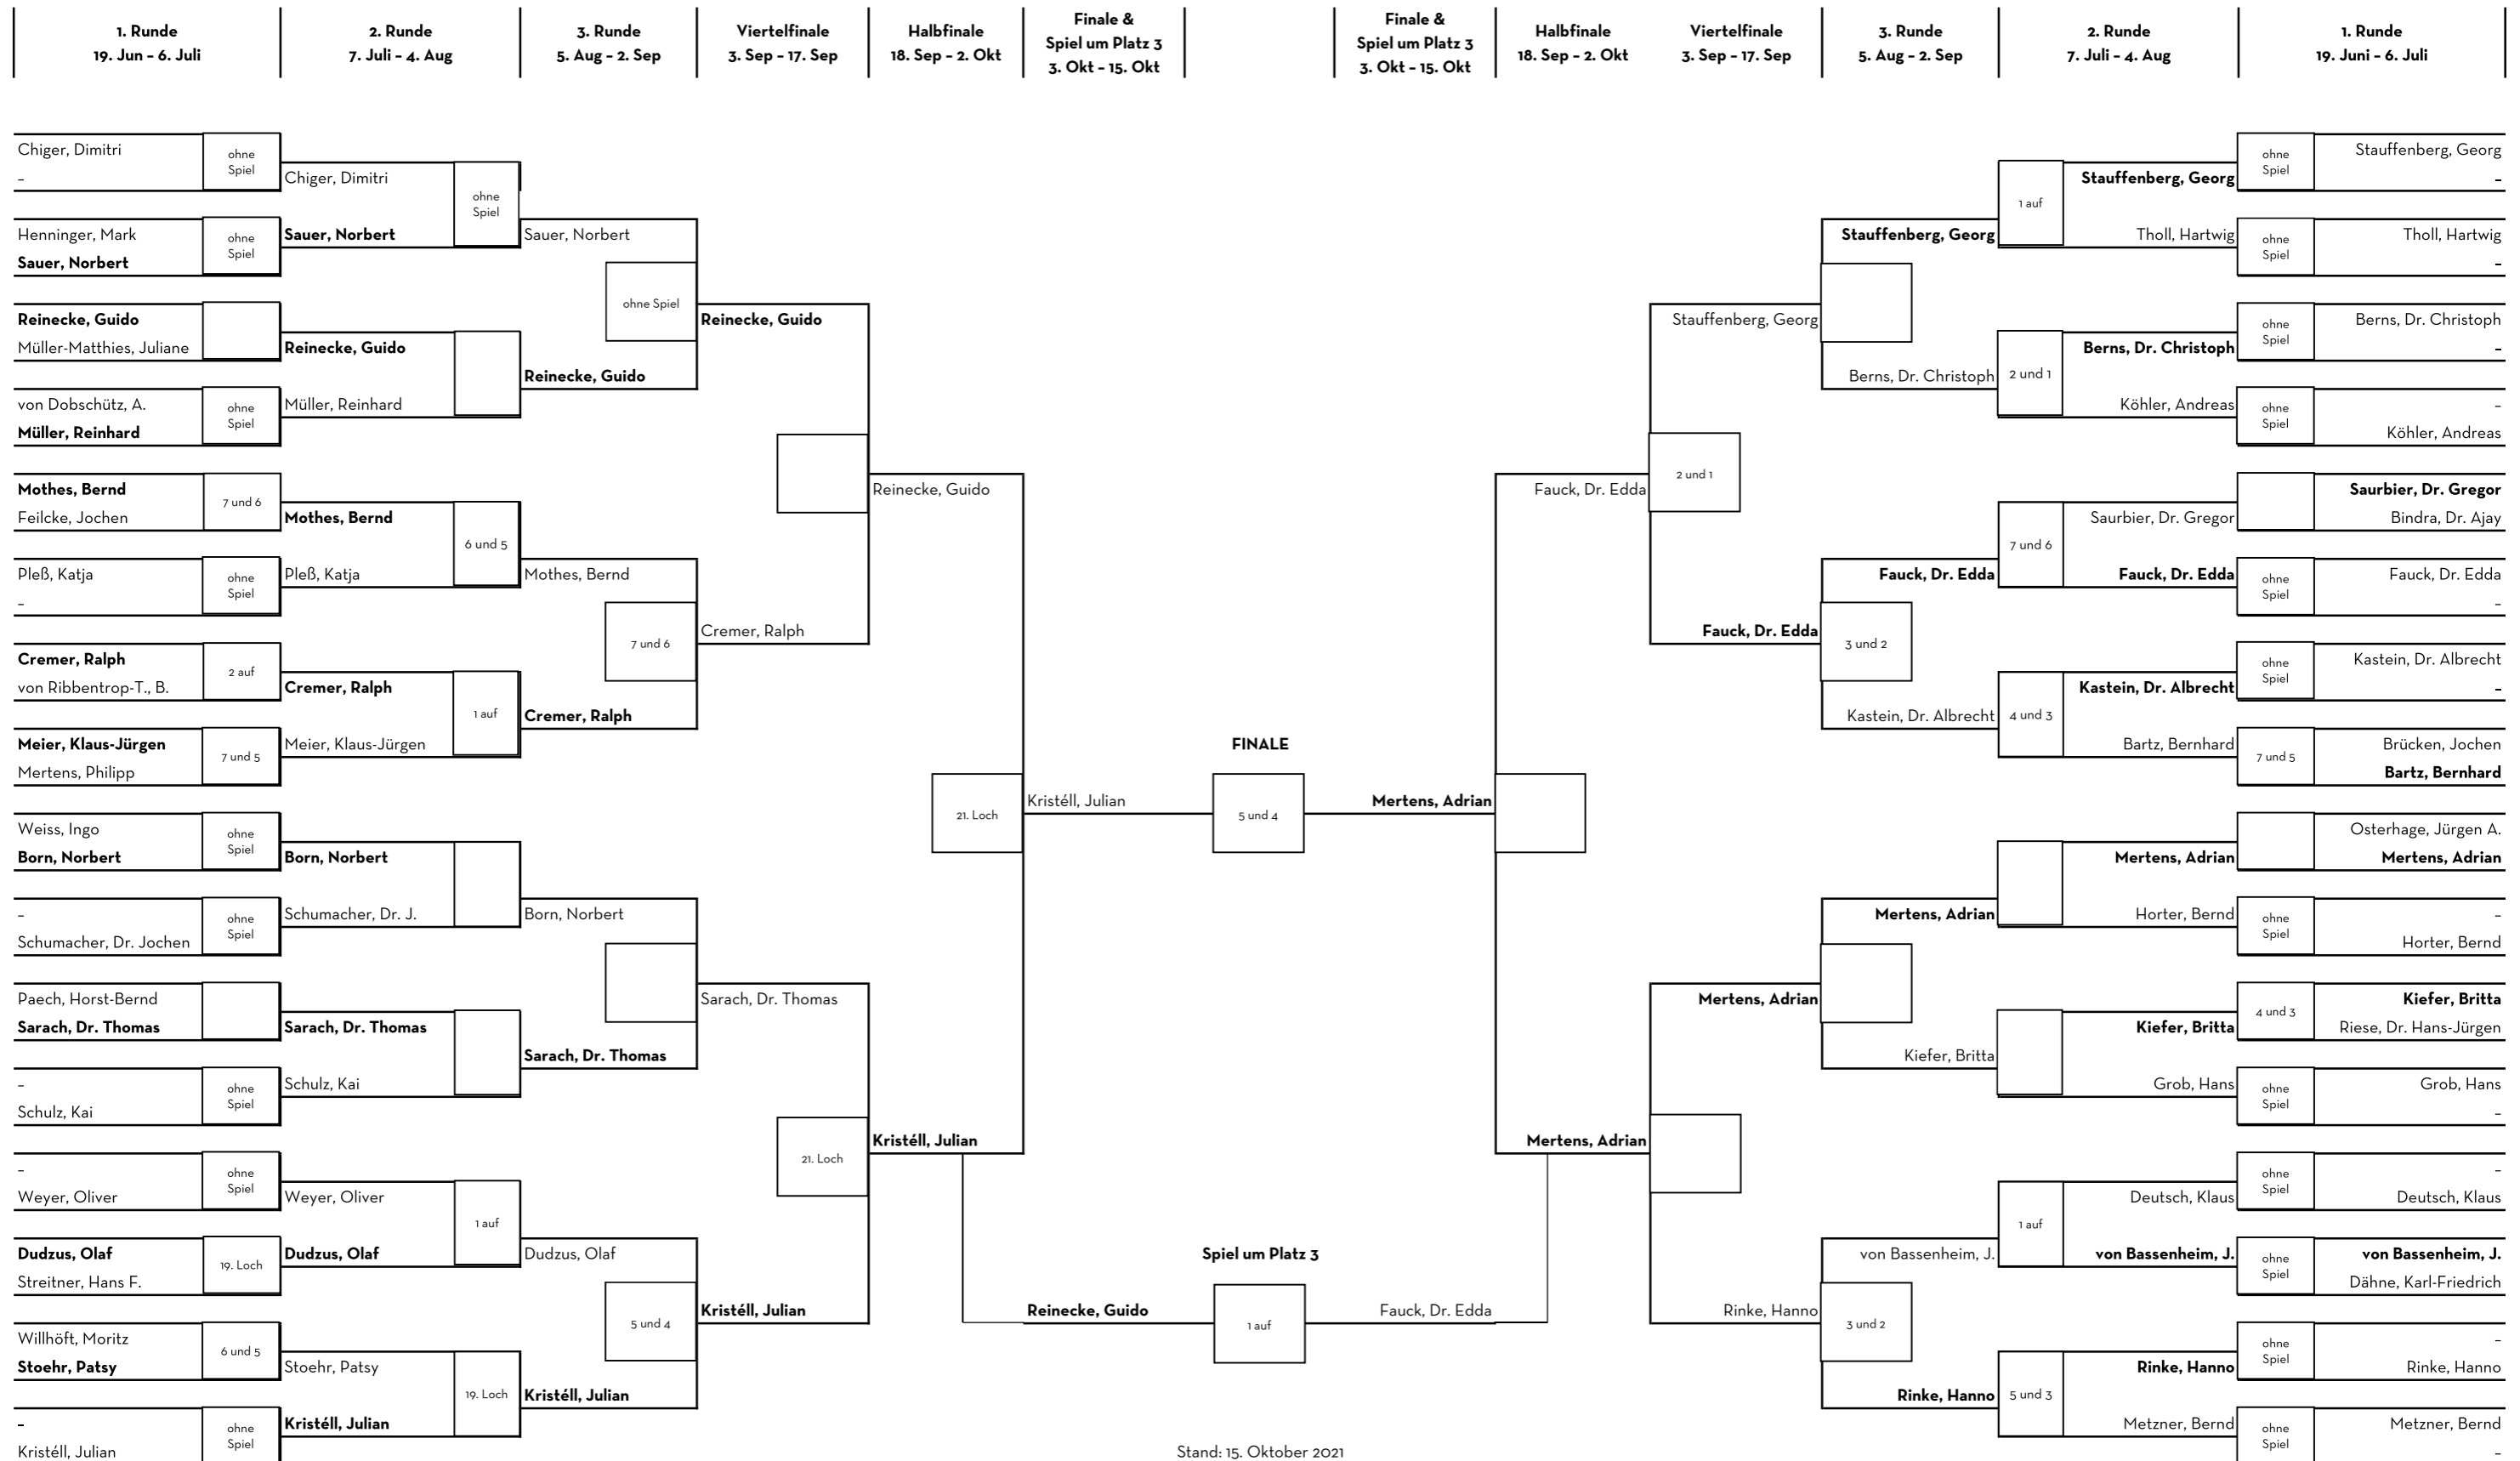 1. Runde
19. Jun – 6. Juli
2. Runde
7. Juli – 4. Aug
3. Runde
5. Aug – 2. Sep
Viertelfinale
3. Sep – 17. Sep
Halbfinale
18. Sep – 2. Okt
Finale &
Spiel um Platz 3
3. Okt – 15. Okt
Finale &
Spiel um Platz 3
3. Okt – 15. Okt
Halbfinale
18. Sep – 2. Okt
Viertelfinale
3. Sep – 17. Sep
3. Runde
5. Aug – 2. Sep
2. Runde
7. Juli – 4. Aug
1. Runde
19. Juni – 6. Juli
Chiger, Dimitri
–
ohne
Spiel
Henninger, Mark
Sauer, Norbert
ohne
Spiel
Reinecke, Guido
Müller-Matthies, Juliane
von Dobschütz, A.
Müller, Reinhard
ohne
Spiel
Mothes, Bernd
Feilcke, Jochen
7 und 6
Pleß, Katja
–
ohne
Spiel
Cremer, Ralph
von Ribbentrop-T., B.
2 auf
Meier, Klaus-Jürgen
Mertens, Philipp
7 und 5
Weiss, Ingo
Born, Norbert
ohne
Spiel
–
Schumacher, Dr. Jochen
ohne
Spiel
Paech, Horst-Bernd
Sarach, Dr. Thomas
–
Schulz, Kai
ohne
Spiel
–
Weyer, Oliver
ohne
Spiel
Dudzus, Olaf
Streitner, Hans F.
19. Loch
Willhöft, Moritz
Stoehr, Patsy
6 und 5
–
Kristéll, Julian
ohne
Spiel
Chiger, Dimitri
Sauer, Norbert
ohne
Spiel
Reinecke, Guido
Müller, Reinhard
Mothes, Bernd
Pleß, Katja
6 und 5
Cremer, Ralph
Meier, Klaus-Jürgen
1 auf
Born, Norbert
Schumacher, Dr. J.
Sarach, Dr. Thomas
Schulz, Kai
Weyer, Oliver
Dudzus, Olaf
1 auf
Stoehr, Patsy
Kristéll, Julian
19. Loch
Sauer, Norbert
Reinecke, Guido
ohne Spiel
Mothes, Bernd
Cremer, Ralph
7 und 6
Born, Norbert
Sarach, Dr. Thomas
Dudzus, Olaf
Kristéll, Julian
5 und 4
Reinecke, Guido
Cremer, Ralph
Sarach, Dr. Thomas
Kristéll, Julian
21. Loch
Reinecke, Guido
Kristéll, Julian
21. Loch
FINALE
Kristéll, Julian
5 und 4
Mertens, Adrian
Spiel um Platz 3
Reinecke, Guido
1 auf
Fauck, Dr. Edda
Stand: 15. Oktober 2021
Fauck, Dr. Edda
Mertens, Adrian
2 und 1
Stauffenberg, Georg
Fauck, Dr. Edda
Mertens, Adrian
Rinke, Hanno
Stauffenberg, Georg
Berns, Dr. Christoph
Fauck, Dr. Edda
Kastein, Dr. Albrecht
3 und 2
Mertens, Adrian
Kiefer, Britta
von Bassenheim, J.
Rinke, Hanno
3 und 2
1 auf
Stauffenberg, Georg
Tholl, Hartwig
2 und 1
Berns, Dr. Christoph
Köhler, Andreas
7 und 6
Saurbier, Dr. Gregor
Fauck, Dr. Edda
4 und 3
Kastein, Dr. Albrecht
Bartz, Bernhard
Mertens, Adrian
Horter, Bernd
Kiefer, Britta
Grob, Hans
1 auf
Deutsch, Klaus
von Bassenheim, J.
5 und 3
Rinke, Hanno
Metzner, Bernd
ohne
Spiel
Stauffenberg, Georg
–
ohne
Spiel
Tholl, Hartwig
–
ohne
Spiel
Berns, Dr. Christoph
–
ohne
Spiel
–
Köhler, Andreas
Saurbier, Dr. Gregor
Bindra, Dr. Ajay
ohne
Spiel
Fauck, Dr. Edda
–
ohne
Spiel
Kastein, Dr. Albrecht
–
7 und 5
Brücken, Jochen
Bartz, Bernhard
Osterhage, Jürgen A.
Mertens, Adrian
ohne
Spiel
–
Horter, Bernd
4 und 3
Kiefer, Britta
Riese, Dr. Hans-Jürgen
ohne
Spiel
Grob, Hans
–
ohne
Spiel
–
Deutsch, Klaus
ohne
Spiel
von Bassenheim, J.
Dähne, Karl-Friedrich
ohne
Spiel
–
Rinke, Hanno
ohne
Spiel
Metzner, Bernd
–